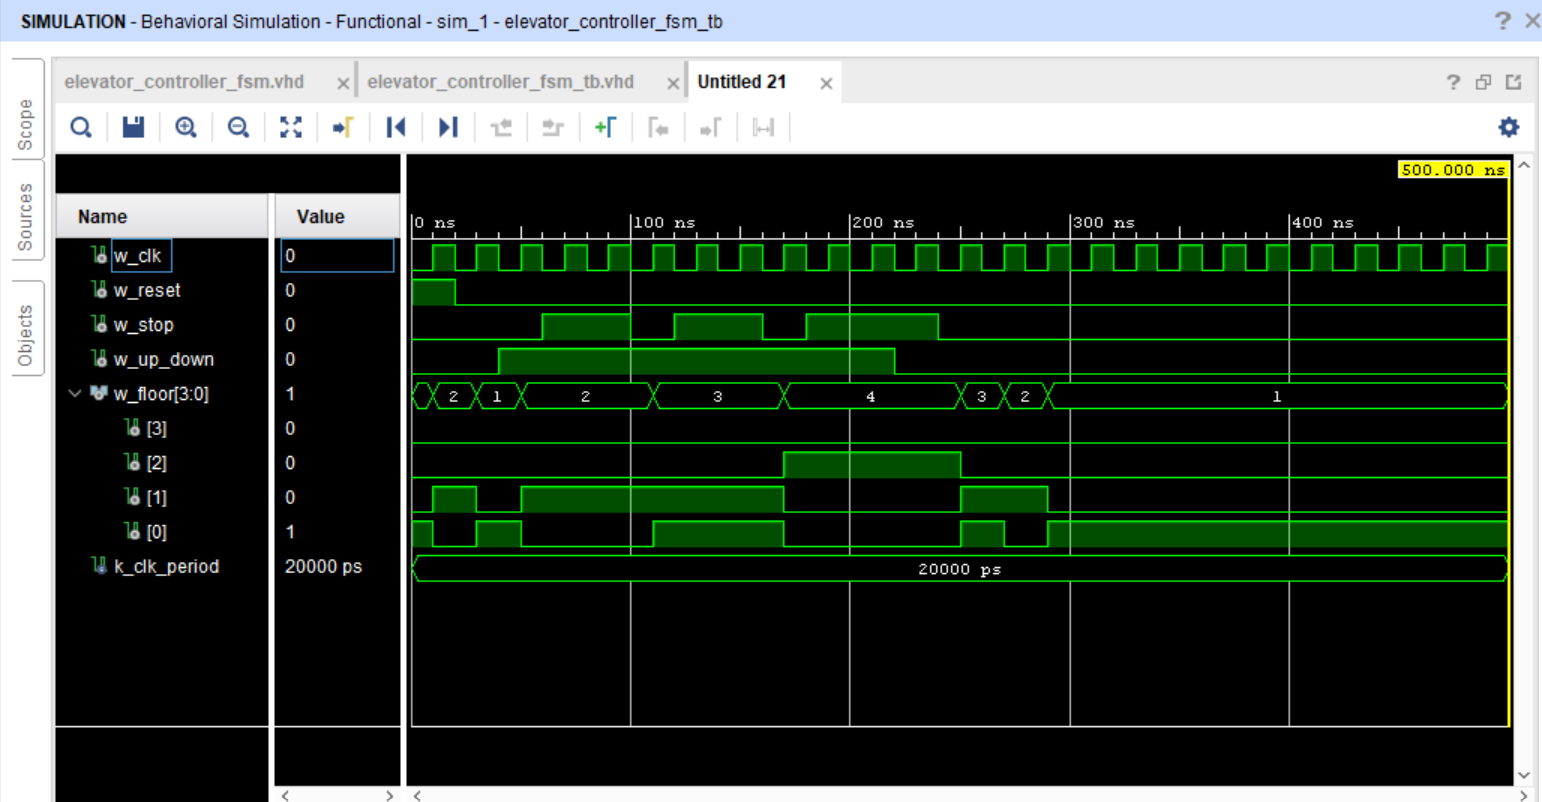 SIMULATION - Behavioral Simulation - Functional - sim_1 - elevator_controller_fsm_tb
? ×
Scope
Sources
Objects
elevator_controller_fsm.vhd × elevator_controller_fsm_tb.vhd × Untitled 21 × ?
500.000 ns
Name Value 0 ns 100 ns 200 ns 300 ns 400 ns
w_clk 0
w_reset 0
w_stop 0
w_up_down 0
w_floor[3:0] 1 2 1 2 3 4 3 2 1
[3] 0
[2] 0
[1] 0
[0] 1
k_clk_period 20000 ps 20000 ps